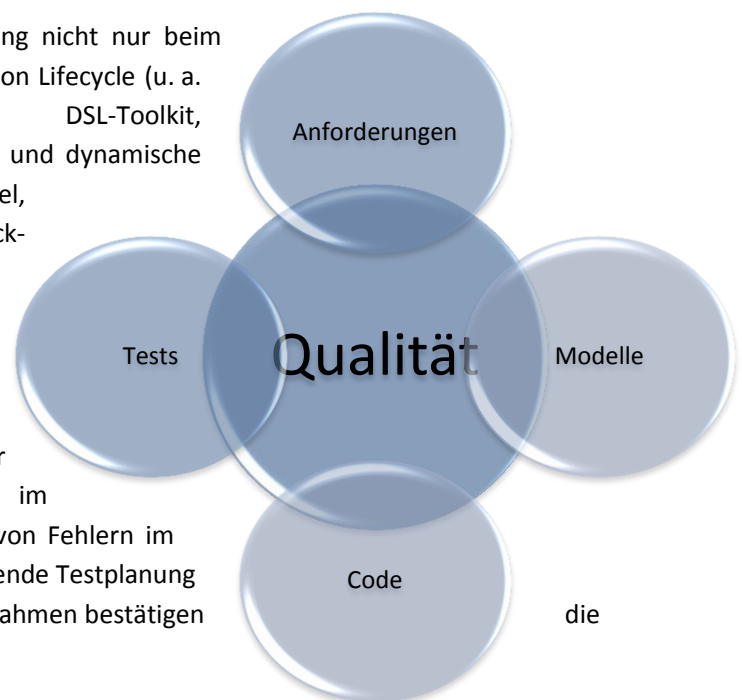 ng nicht nur beim
on Lifecycle (u. a.
DSL-Toolkit,
und dynamische
el,
ck-
Anforderungen
Tests
Qualität
Modelle
r
im
von Fehlern im
ende Testplanung
Code
ahmen bestätigen die